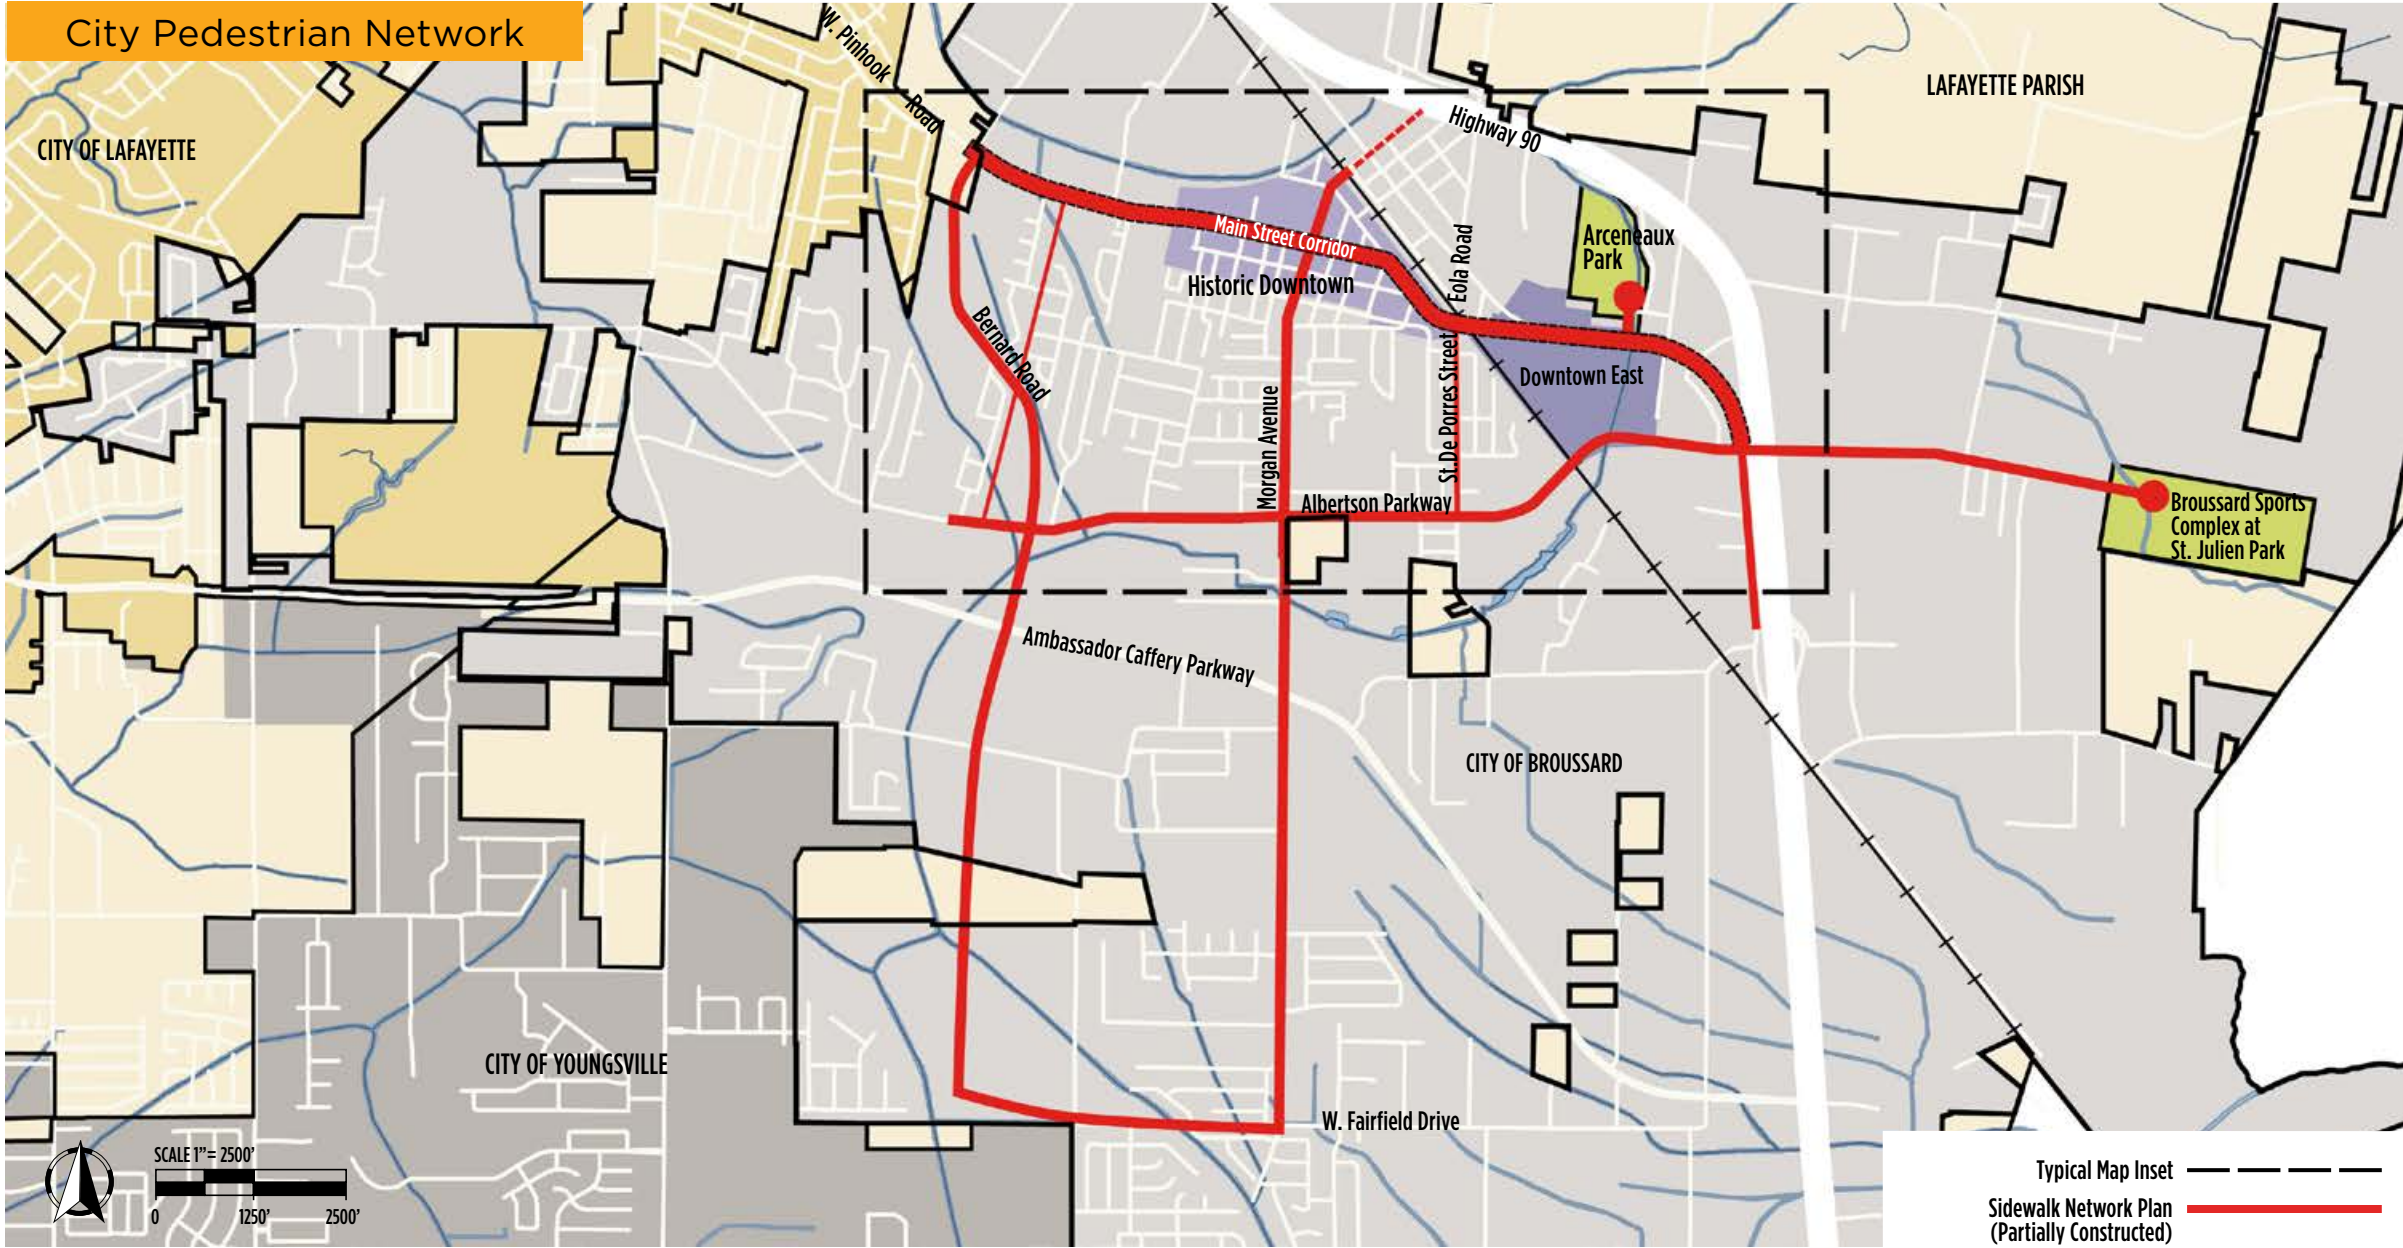 City Pedestrian Network
W. Pinhook
Road
CITY OF LAFAYETTE
LAFAYETTE PARISH
Highway 90
Main Street Corridor
Eola Road
Arceneaux
Park
Historic Downtown
Bernard Road
Downtown East
Morgan Avenue
St.De Porres Street
Albertson Parkway
Broussard Sports
Complex at
St. Julien Park
Ambassador Caffery Parkway
CITY OF BROUSSARD
CITY OF YOUNGSVILLE
W. Fairfield Drive
SCALE 1”= 2500’
0 1250’ 2500’
Typical Map Inset
Sidewalk Network Plan
(Partially Constructed)